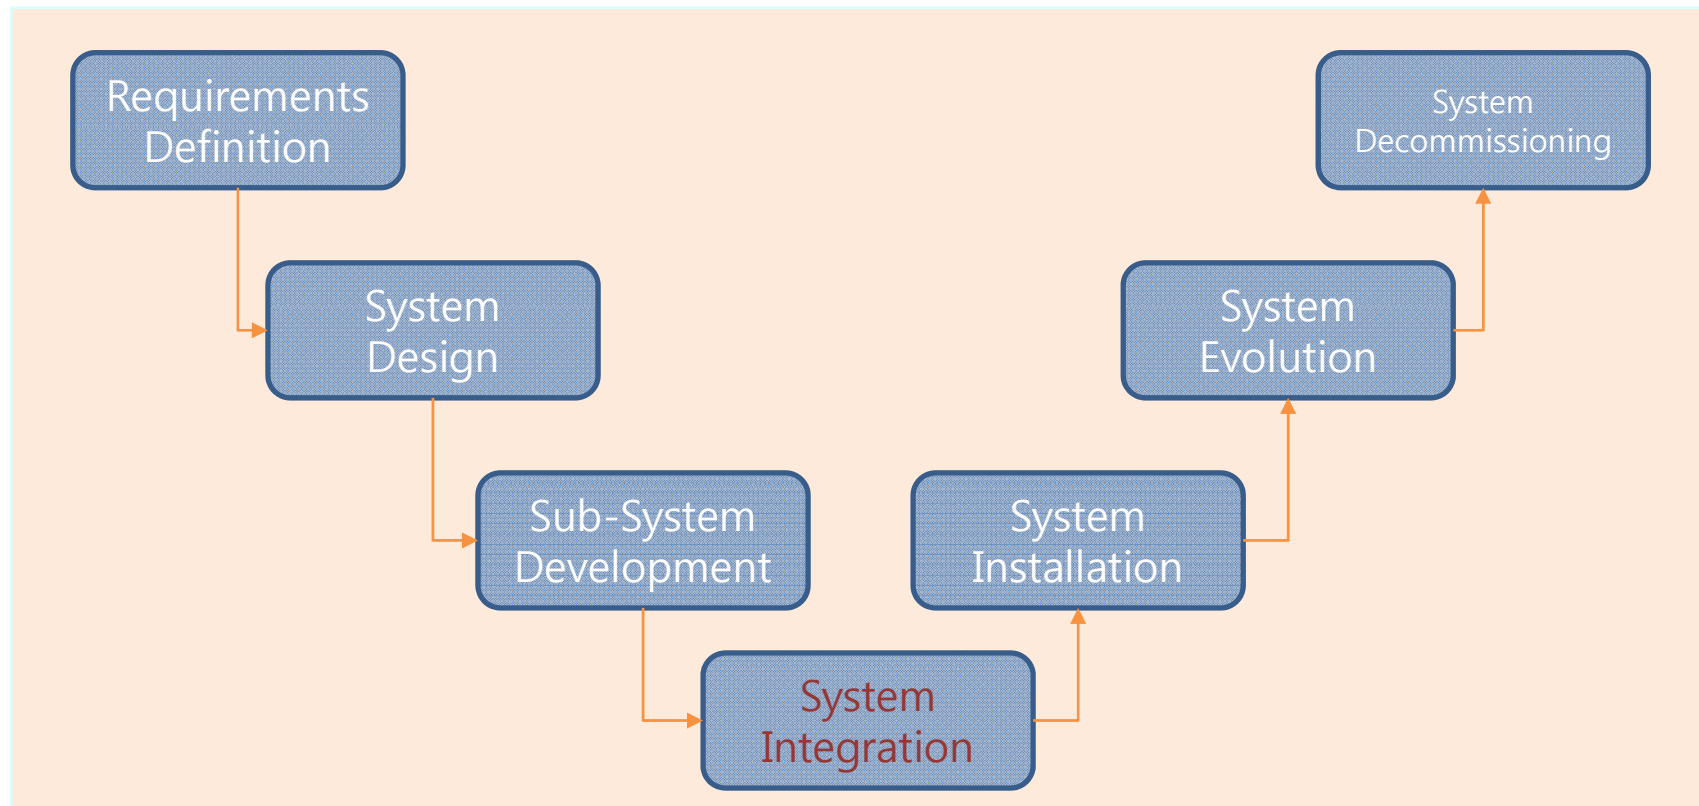 Requirements
Definition
System
Design
Sub-System
Development
System
Integration
System
Installation
System
Evolution
System
Decommissioning